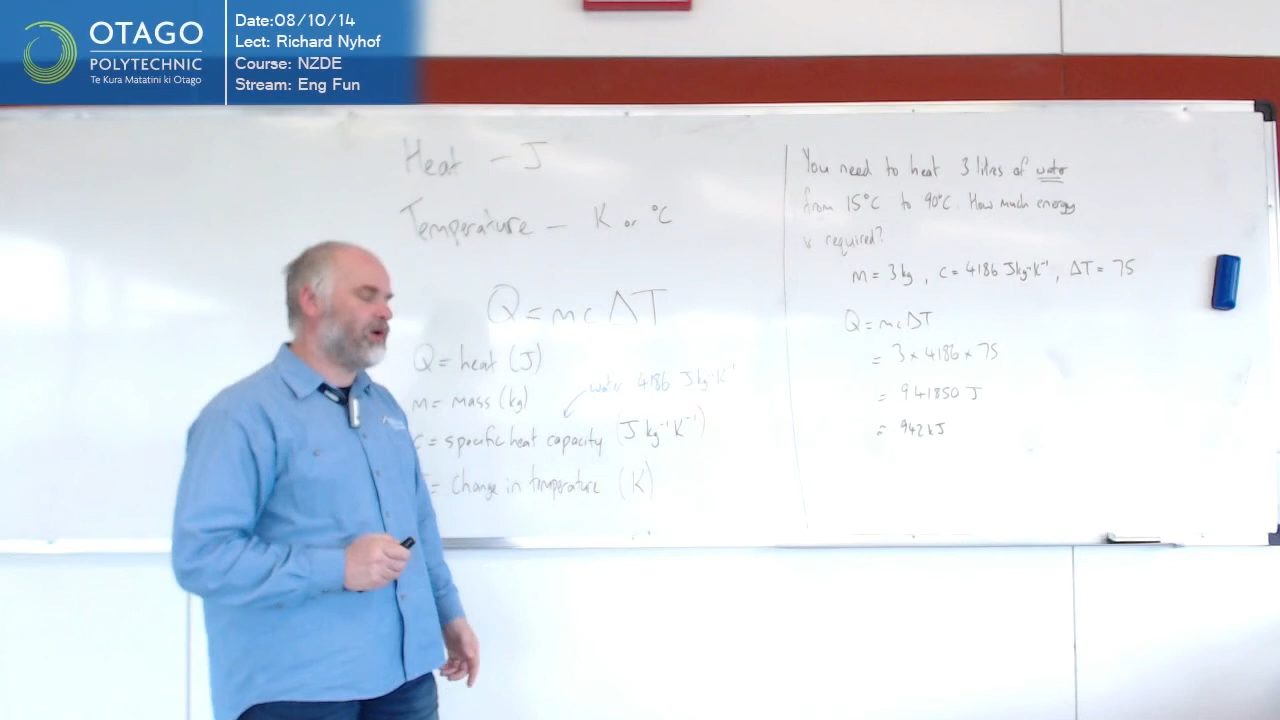 OTAGO
POLYTECHNIC
Te Kura Matatini ki Otago
Date:08/10/14
Lect: Richard Nyhof
Course: NZDE
Stream: Eng Fun
Heat - J
Temperature - K or °C
Q = mcΔT
Q = heat (J)
m = mass (kg)
water 4186 Jkg⁻¹K⁻¹
c = specific heat capacity (J kg⁻¹ K⁻¹)
= Change in temperature (K)
You need to heat 3 litres of water
from 15°C to 90°C. How much energy
is required?
m = 3kg, c = 4186 Jkg⁻¹K⁻¹, ΔT = 75
Q = mcΔT
= 3 × 4186 × 75
= 941850 J
= 942kJ